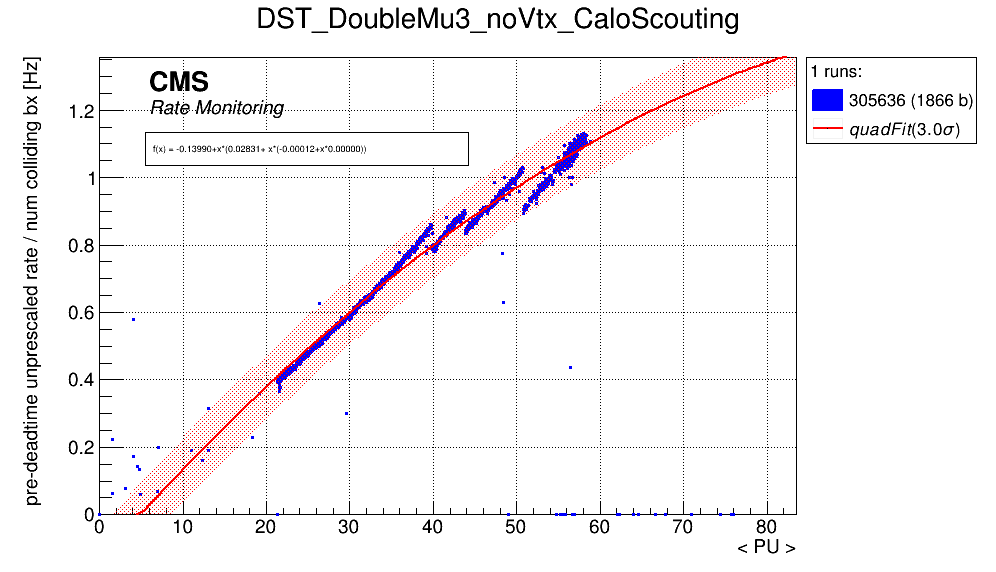 DST_DoubleMu3_noVtx_CaloScouting
pre-deadtime unprescaled rate / num colliding bx [Hz]
CMS
Rate Monitoring
f(x) = -0.13990+x*(0.02831+ x*(-0.00012+x*0.00000))
1.2
1
0.8
0.6
0.4
0.2
0
0 10 20 30 40 50 60 70 80
< PU >
1 runs:
305636 (1866 b)
quadFit(3.0σ)